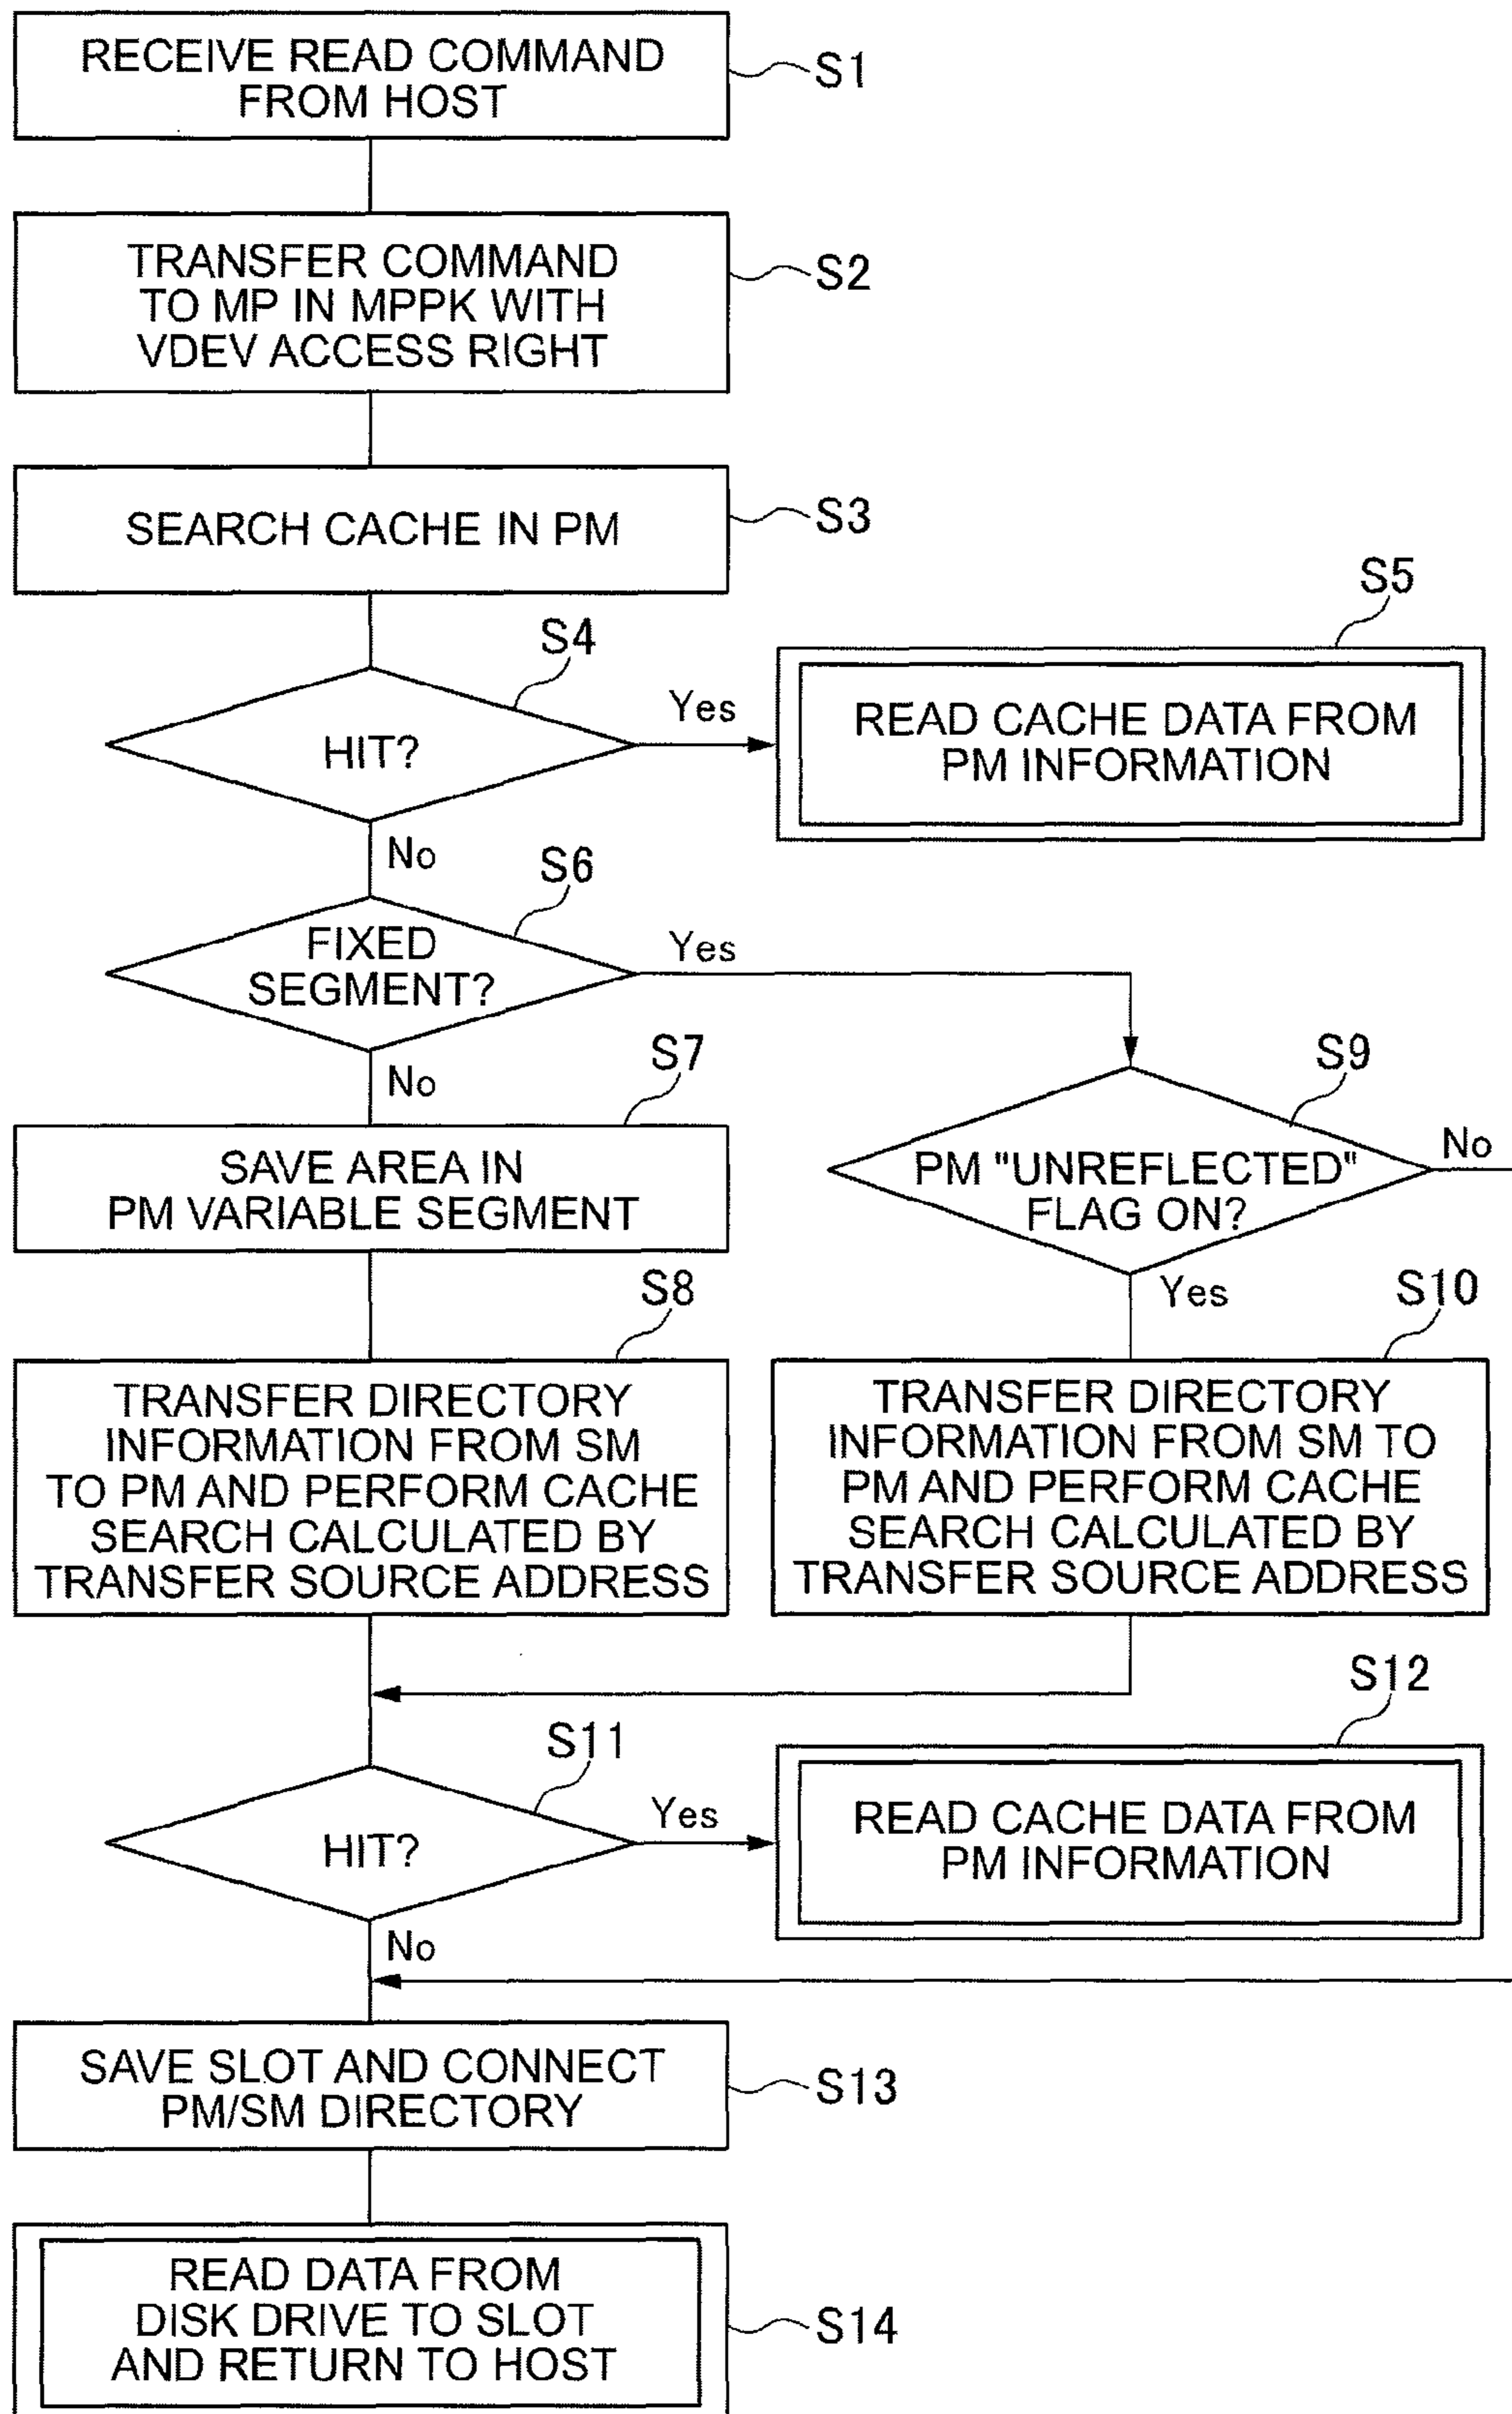 RECEIVE READ COMMAND
FROM HOST
S1
TRANSFER COMMAND
TO MP IN MPPK WITH
VDEV ACCESS RIGHT
S2
SEARCH CACHE IN PM
S3
S4
HIT?
Yes
No
S5
READ CACHE DATA FROM
PM INFORMATION
S6
FIXED
SEGMENT?
Yes
No
S7
SAVE AREA IN
PM VARIABLE SEGMENT
S9
PM "UNREFLECTED"
FLAG ON?
No
Yes
S8
TRANSFER DIRECTORY
INFORMATION FROM SM
TO PM AND PERFORM CACHE
SEARCH CALCULATED BY
TRANSFER SOURCE ADDRESS
S10
TRANSFER DIRECTORY
INFORMATION FROM SM TO
PM AND PERFORM CACHE
SEARCH CALCULATED BY
TRANSFER SOURCE ADDRESS
S11
HIT?
Yes
No
S12
READ CACHE DATA FROM
PM INFORMATION
SAVE SLOT AND CONNECT
PM/SM DIRECTORY
S13
READ DATA FROM
DISK DRIVE TO SLOT
AND RETURN TO HOST
S14